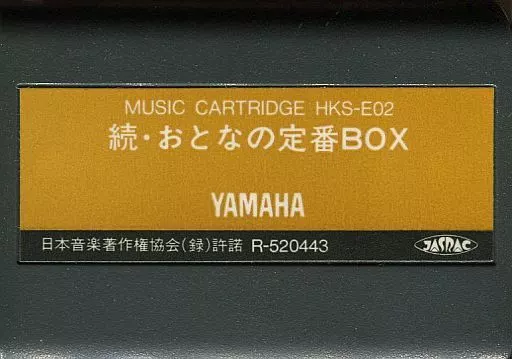 MUSIC CARTRIDGE HKS-E02
続・おとなの定番BOX
YAMAHA
日本音楽著作権協会(録)許諾 R-520443
JASRAC